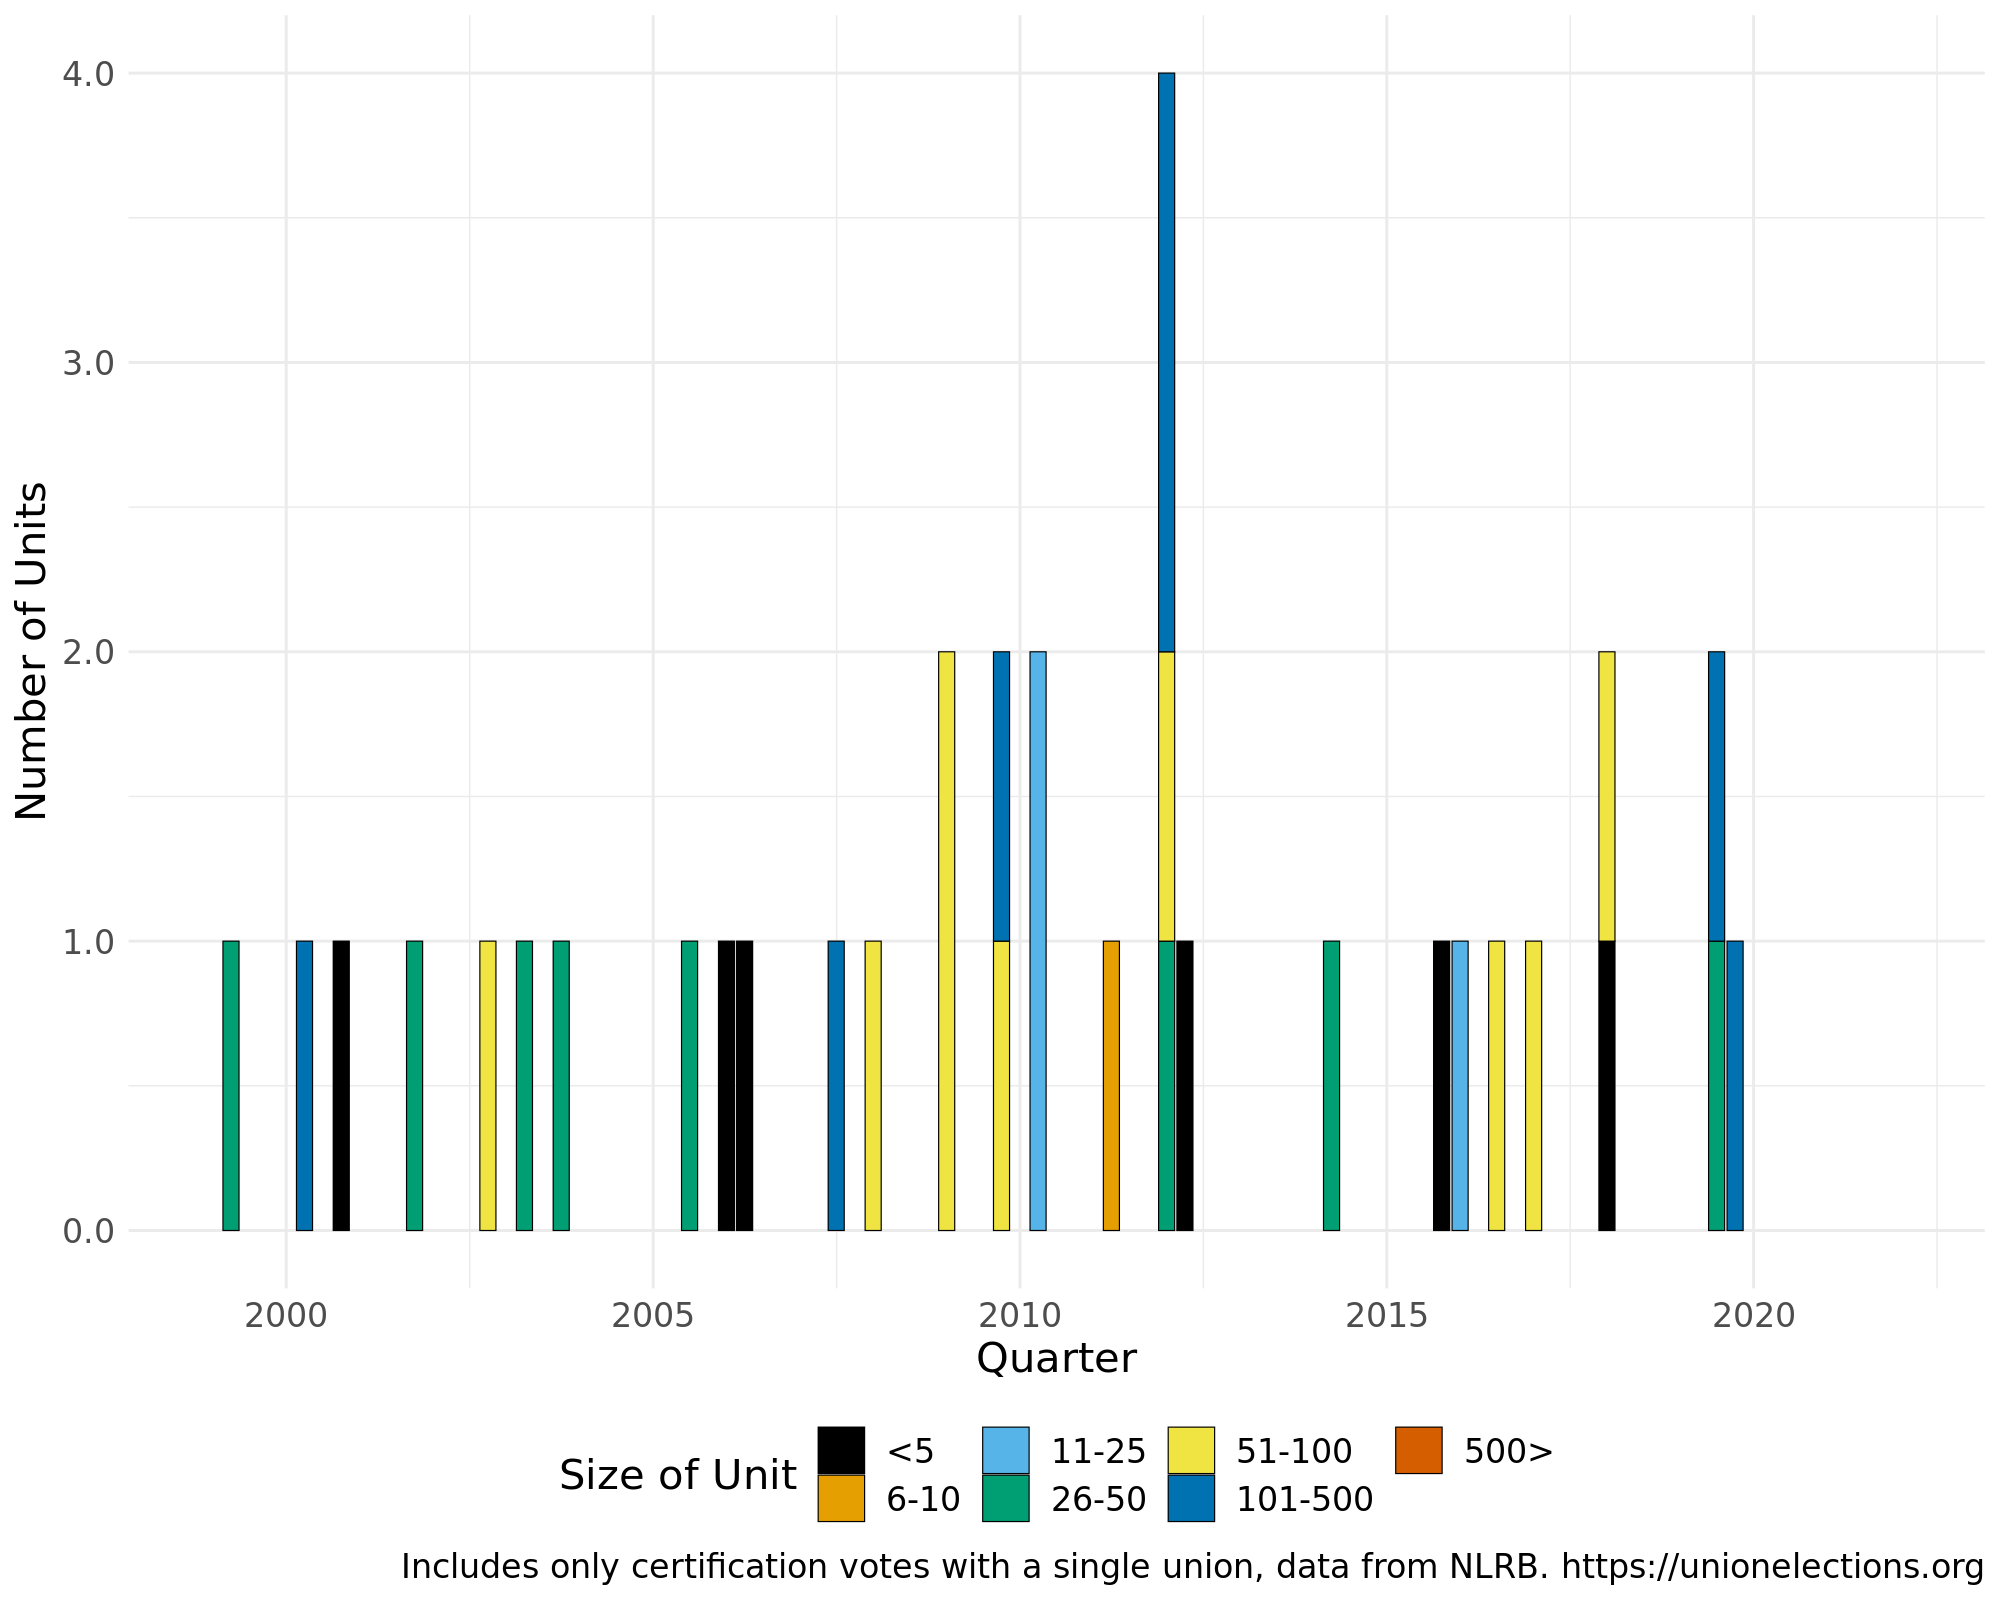 4.0
3.0
2.0
1.0
0.0
Number of Units
2000 2005 2010 2015 2020
Quarter
Size of Unit
<5 11-25 51-100 500>
6-10 26-50 101-500
Includes only certification votes with a single union, data from NLRB. https://unionelections.org